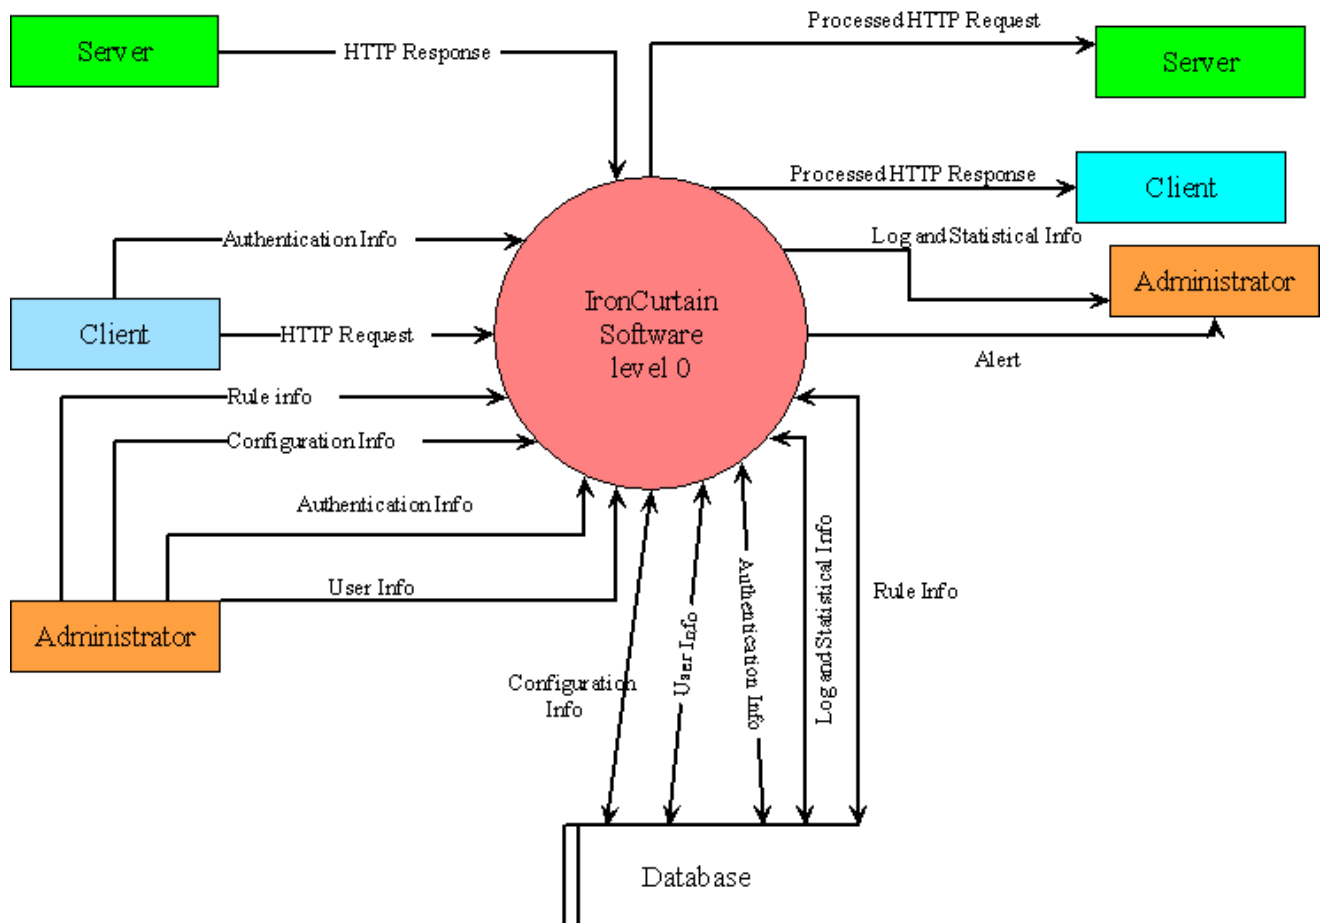 Processed HTTP Request
Server
HTTP Response
Server
Processed HTTP Response
Client
Authentication Info
Log and Statistical Info
Administrator
IronCurtain
Software
level 0
Client
HTTP Request
Alert
Rule info
Configuration Info
Authentication Info
User Info
Administrator
Configuration
Info
User Info
Authentication Info
Log and Statistical Info
Rule Info
Database